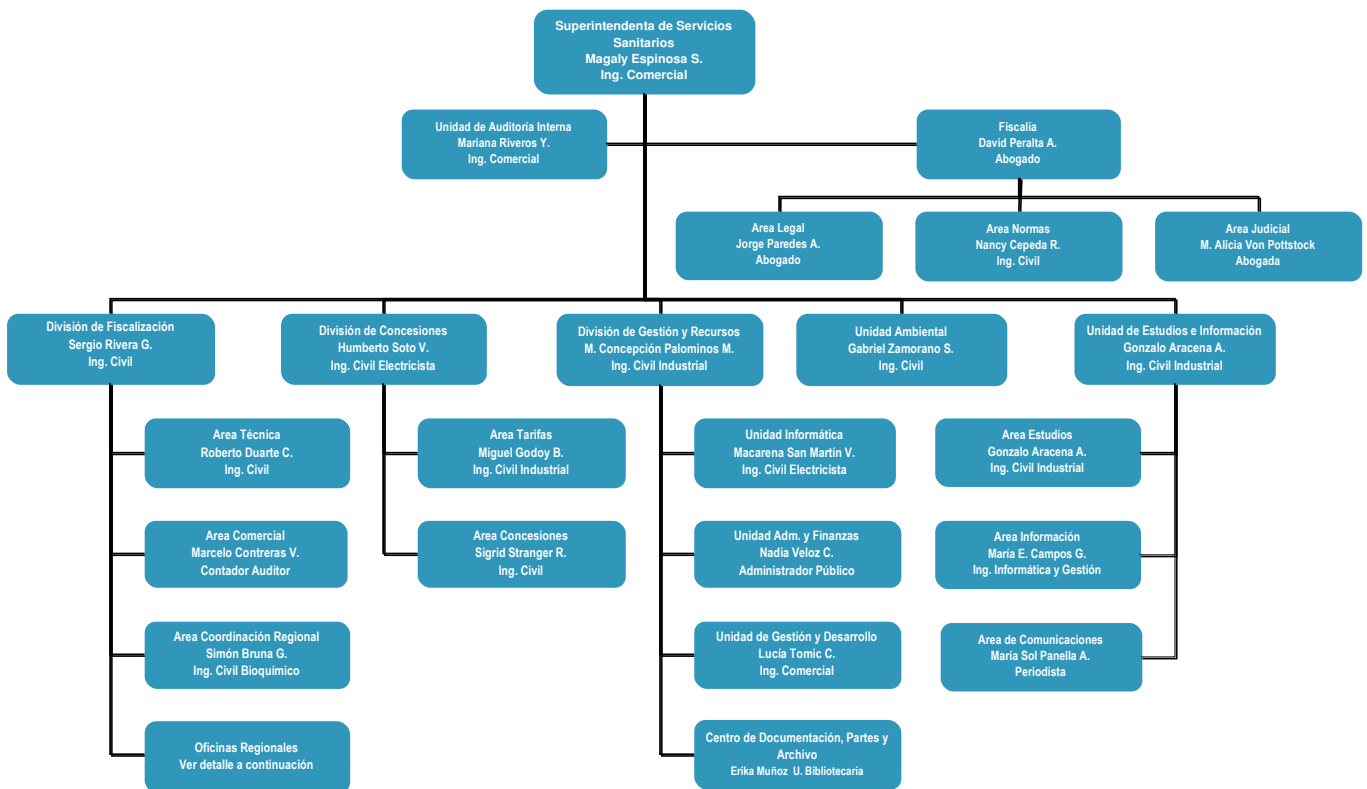 Superintendenta de Servicios
Sanitarios
Magaly Espinosa S.
Ing. Comercial
Unidad de Auditoría Interna
Mariana Riveros Y.
Ing. Comercial
Fiscalía
David Peralta A.
Abogado
Area Legal
Jorge Paredes A.
Abogado
Area Normas
Nancy Cepeda R.
Ing. Civil
Area Judicial
M. Alicia Von Pottstock
Abogada
División de Fiscalización
Sergio Rivera G.
Ing. Civil
División de Concesiones
Humberto Soto V.
Ing. Civil Electricista
División de Gestión y Recursos
M. Concepción Palominos M.
Ing. Civil Industrial
Unidad Ambiental
Gabriel Zamorano S.
Ing. Civil
Unidad de Estudios e Información
Gonzalo Aracena A.
Ing. Civil Industrial
Area Técnica
Roberto Duarte C.
Ing. Civil
Area Tarifas
Miguel Godoy B.
Ing. Civil Industrial
Unidad Informática
Macarena San Martín V.
Ing. Civil Electricista
Area Estudios
Gonzalo Aracena A.
Ing. Civil Industrial
Area Comercial
Marcelo Contreras V.
Contador Auditor
Area Concesiones
Sigrid Stranger R.
Ing. Civil
Unidad Adm. y Finanzas
Nadia Veloz C.
Administrador Público
Area Información
María E. Campos G.
Ing. Informática y Gestión
Area Coordinación Regional
Simón Bruna G.
Ing. Civil Bioquímico
Unidad de Gestión y Desarrollo
Lucía Tomic C.
Ing. Comercial
Area de Comunicaciones
María Sol Panella A.
Periodista
Oficinas Regionales
Ver detalle a continuación
Centro de Documentación, Partes y
Archivo
Erika Muñoz U. Bibliotecaria